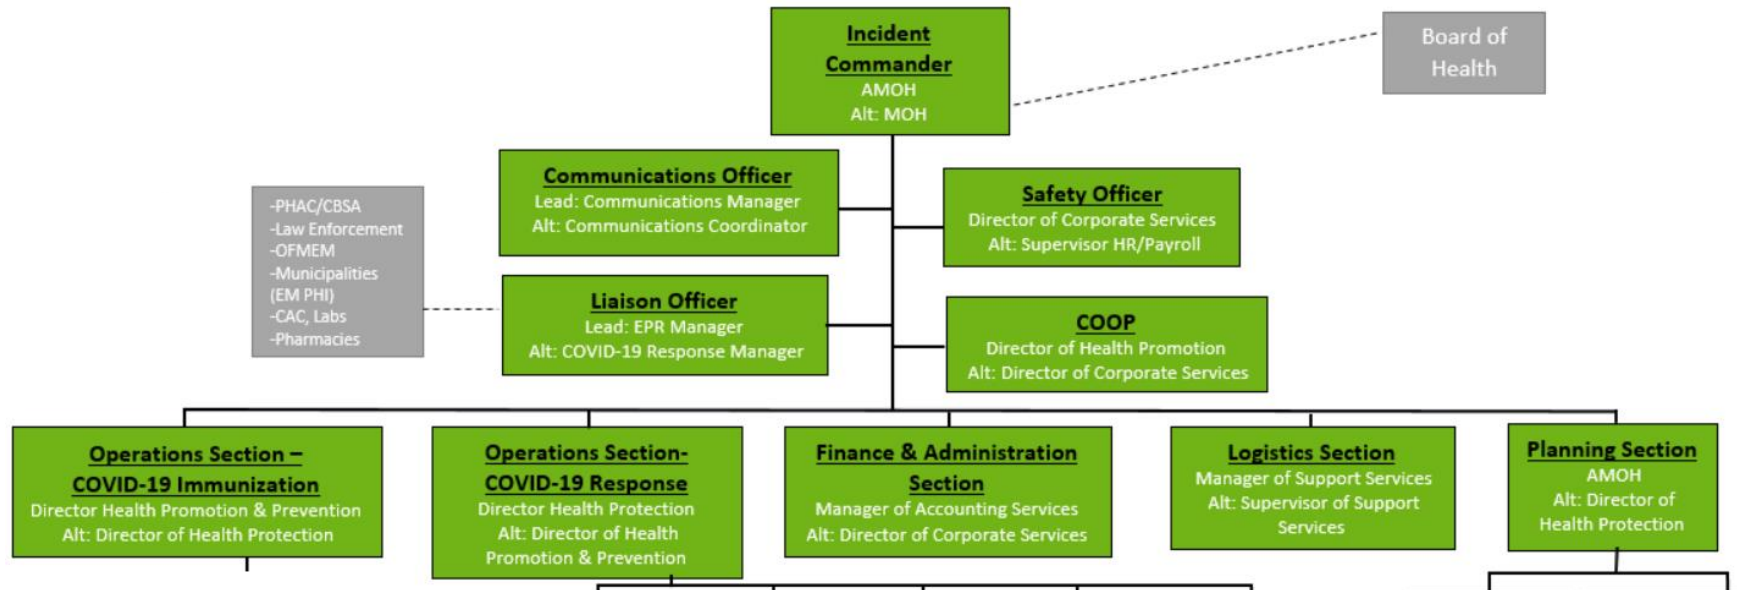 Incident
Commander
AMOH
Alt: MOH
Board of
Health
Communications Officer
Lead: Communications Manager
Alt: Communications Coordinator
Safety Officer
Director of Corporate Services
Alt: Supervisor HR/Payroll
-PHAC/CBSA
-Law Enforcement
-OFMEM
-Municipalities
(EM PHI)
-CAC, Labs
-Pharmacies
Liaison Officer
Lead: EPR Manager
Alt: COVID-19 Response Manager
COOP
Director of Health Promotion
Alt: Director of Corporate Services
Operations Section –
COVID-19 Immunization
Director Health Promotion & Prevention
Alt: Director of Health Protection
Operations Section-
COVID-19 Response
Director Health Protection
Alt: Director of Health
Promotion & Prevention
Finance & Administration
Section
Manager of Accounting Services
Alt: Director of Corporate Services
Logistics Section
Manager of Support Services
Alt: Supervisor of Support
Services
Planning Section
AMOH
Alt: Director of
Health Protection